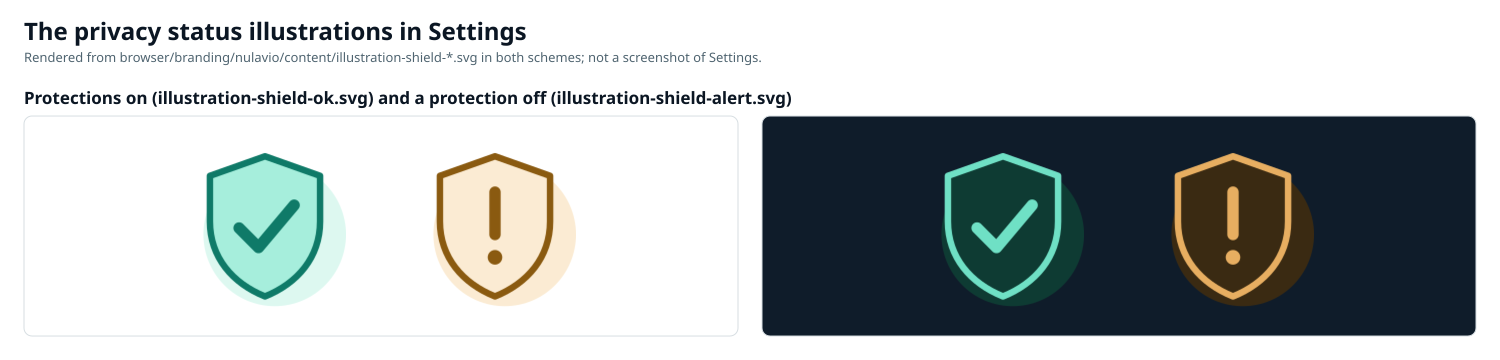 The privacy status illustrations in Settings
Rendered from browser/branding/nulavio/content/illustration-shield-*.svg in both schemes; not a screenshot of Settings.
Protections on (illustration-shield-ok.svg) and a protection off (illustration-shield-alert.svg)